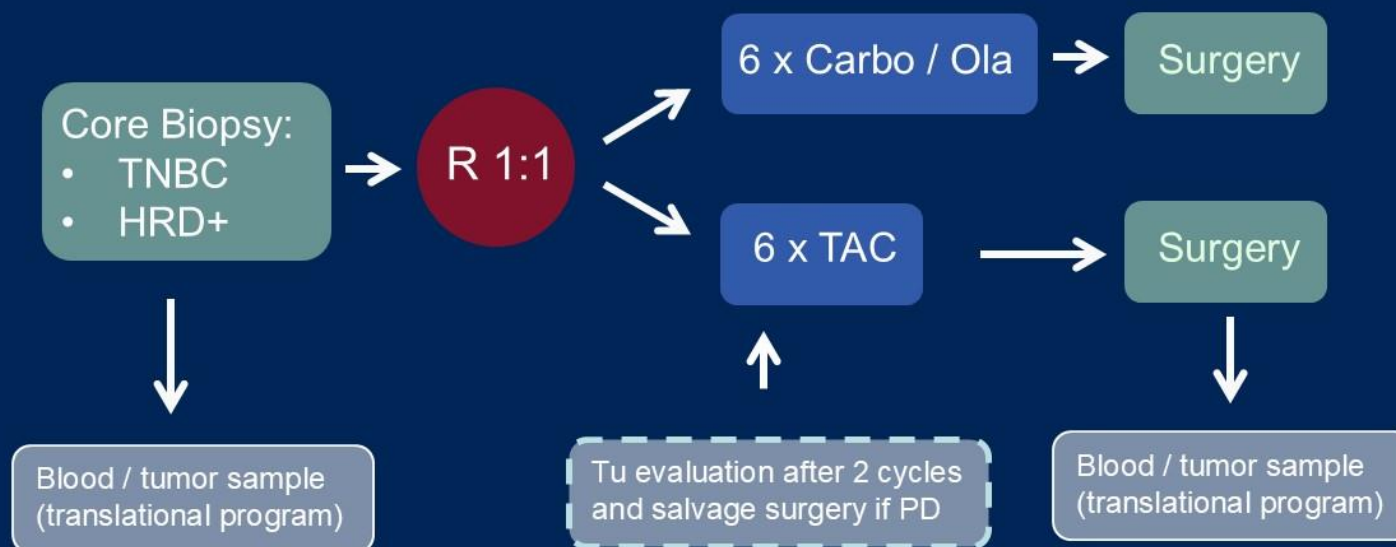 Core Biopsy:
• TNBC
• HRD+
R 1:1
6 x Carbo / Ola
Surgery
6 x TAC
Surgery
Blood / tumor sample
(translational program)
Tu evaluation after 2 cycles
and salvage surgery if PD
Blood / tumor sample
(translational program)